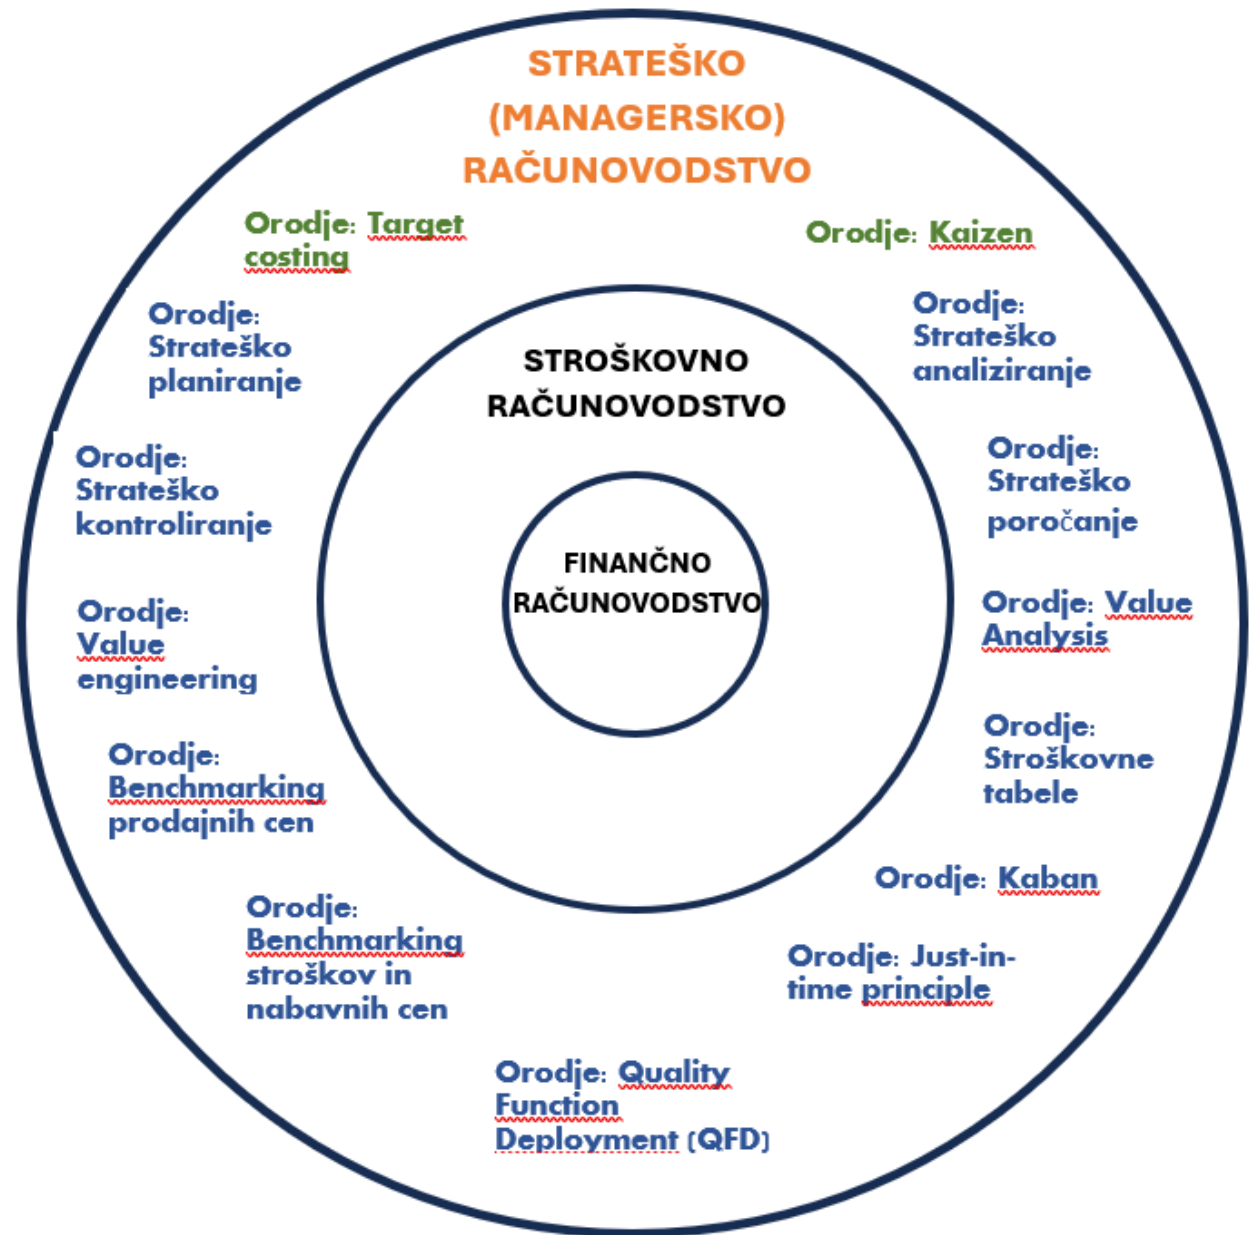 STRATEŠKO
(MANAGERSKO)
RAČUNOVODSTVO
Orodje: Target
costing
Orodje: Kaizen
Orodje:
Strateško
planiranje
Orodje:
Strateško
analiziranje
STROŠKOVNO
RAČUNOVODSTVO
Orodje:
Strateško
kontroliranje
Orodje:
Strateško
poročanje
FINANČNO
RAČUNOVODSTVO
Orodje:
Value
engineering
Orodje: Value
Analysis
Orodje:
Benchmarking
prodajnih cen
Orodje:
Stroškovne
tabele
Orodje: Kaban
Orodje:
Benchmarking
stroškov in
nabavnih cen
Orodje: Just-in-
time principle
Orodje: Quality
Function
Deployment (QFD)